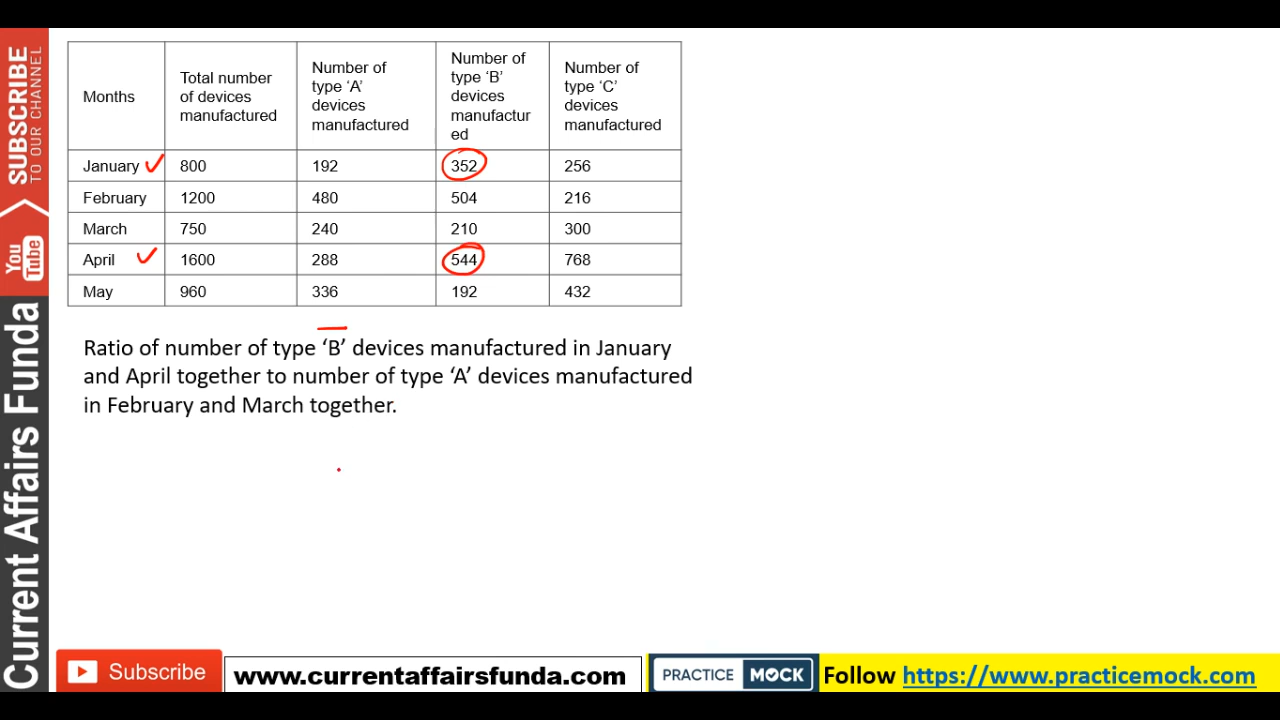 SUBSCRIBE
TO OUR CHANNEL
You
Tube
Current Affairs Funda
Months
Total number
of devices
manufactured
Number of
type ‘A’
devices
manufactured
Number of
type ‘B’
devices
manufactur
ed
Number of
type ‘C’
devices
manufactured
January 800 192 352 256
February 1200 480 504 216
March 750 240 210 300
April 1600 288 544 768
May 960 336 192 432
Ratio of number of type ‘B’ devices manufactured in January
and April together to number of type ‘A’ devices manufactured
in February and March together.
Subscribe
www.currentaffairsfunda.com
PRACTICE MOCK
Follow https://www.practicemock.com